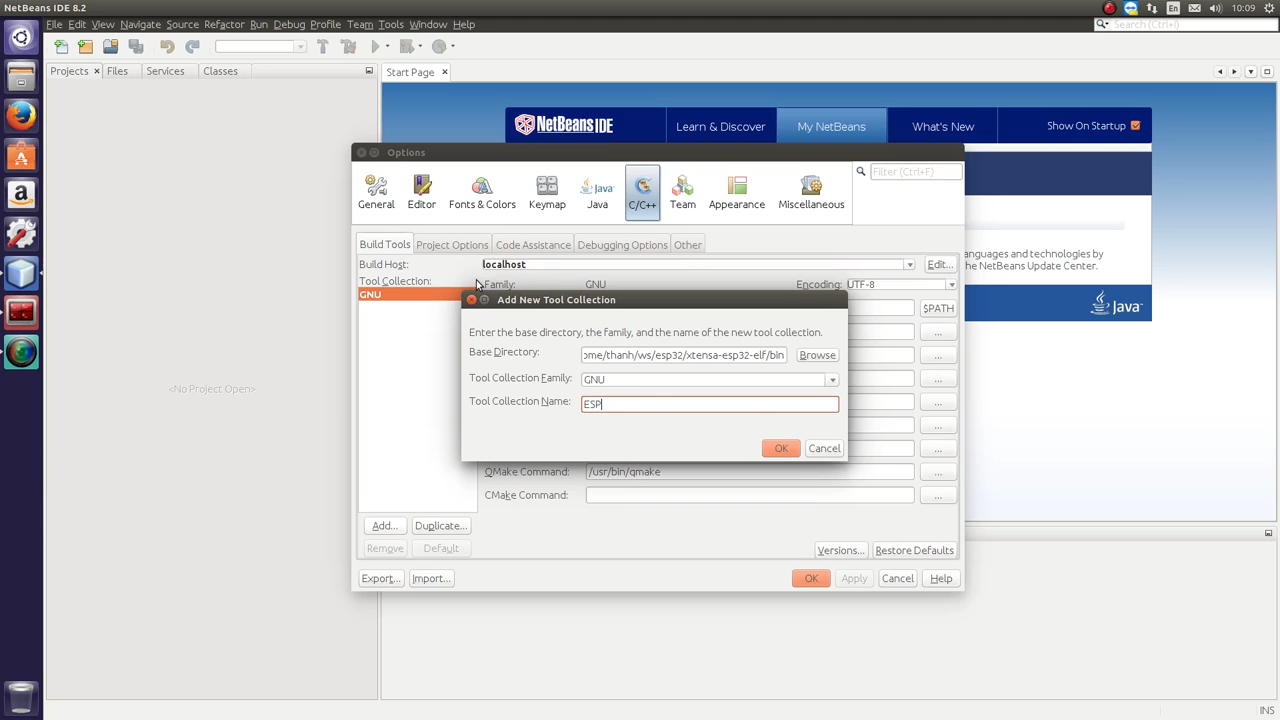 NetBeans IDE 8.2
En
10:09
File Edit View Navigate Source Refactor Run Debug Profile Team Tools Window Help
Search (Ctrl+I)
Projects Files Services Classes
Start Page
NetBeans IDE
Learn & Discover
My NetBeans
What's New
Show On Startup
Options
Filter (Ctrl+F)
General
Editor
Fonts & Colors
Keymap
Java
C/C++
Team
Appearance
Miscellaneous
Build Tools Project Options Code Assistance Debugging Options Other
anguages and technologies by
he NetBeans Update Center.
Build Host: localhost Edit...
Tool Collection:
Family: GNU Encoding: UTF-8
GNU
$PATH
Java
Add New Tool Collection
Enter the base directory, the family, and the name of the new tool collection.
Base Directory: ome/thanh/ws/esp32/xtensa-esp32-elf/bin Browse
Tool Collection Family: GNU
Tool Collection Name: ESP
OK Cancel
...
...
...
...
...
...
QMake Command: /usr/bin/qmake ...
CMake Command: ...
<No Project Open>
Add... Duplicate...
Remove Default
Versions... Restore Defaults
Export... Import... OK Apply Cancel Help
INS